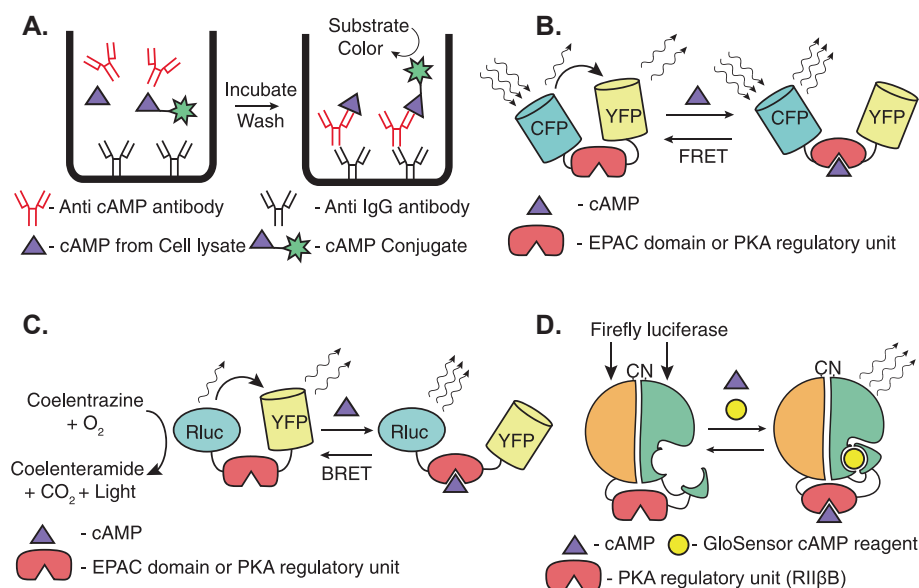 A.
Substrate
Color
Incubate
Wash
- Anti cAMP antibody
- Anti IgG antibody
- cAMP from Cell lysate
- cAMP Conjugate
B.
CFP
YFP
FRET
CFP
YFP
- cAMP
- EPAC domain or PKA regulatory unit
C.
Coelentrazine
+ O2
Coelenteramide
+ CO2 + Light
Rluc
YFP
BRET
Rluc
YFP
- cAMP
- EPAC domain or PKA regulatory unit
D.
Firefly luciferase
CN
CN
- cAMP
- GloSensor cAMP reagent
- PKA regulatory unit (RIIβB)